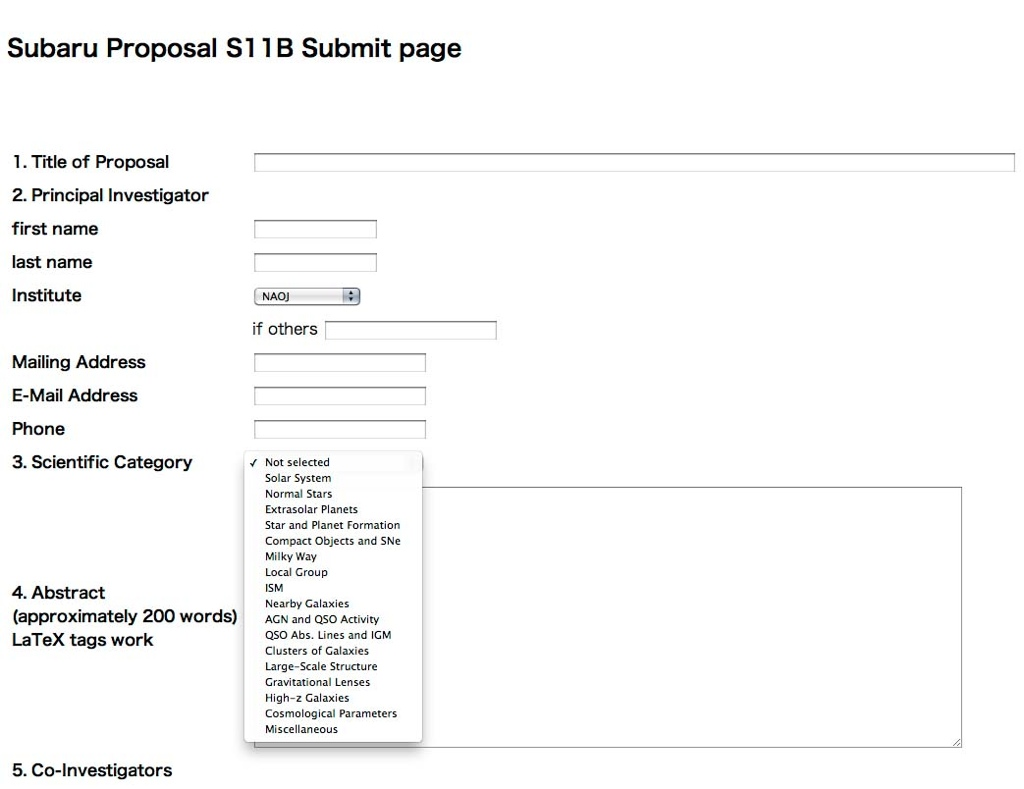 Subaru Proposal S11B Submit page
1. Title of Proposal
2. Principal Investigator
first name
last name
Institute
NAOJ
if others
Mailing Address
E-Mail Address
Phone
3. Scientific Category
✓ Not selected
Solar System
Normal Stars
Extrasolar Planets
Star and Planet Formation
Compact Objects and SNe
Milky Way
Local Group
ISM
Nearby Galaxies
AGN and QSO Activity
QSO Abs. Lines and IGM
Clusters of Galaxies
Large-Scale Structure
Gravitational Lenses
High-z Galaxies
Cosmological Parameters
Miscellaneous
4. Abstract
(approximately 200 words)
LaTeX tags work
5. Co-Investigators